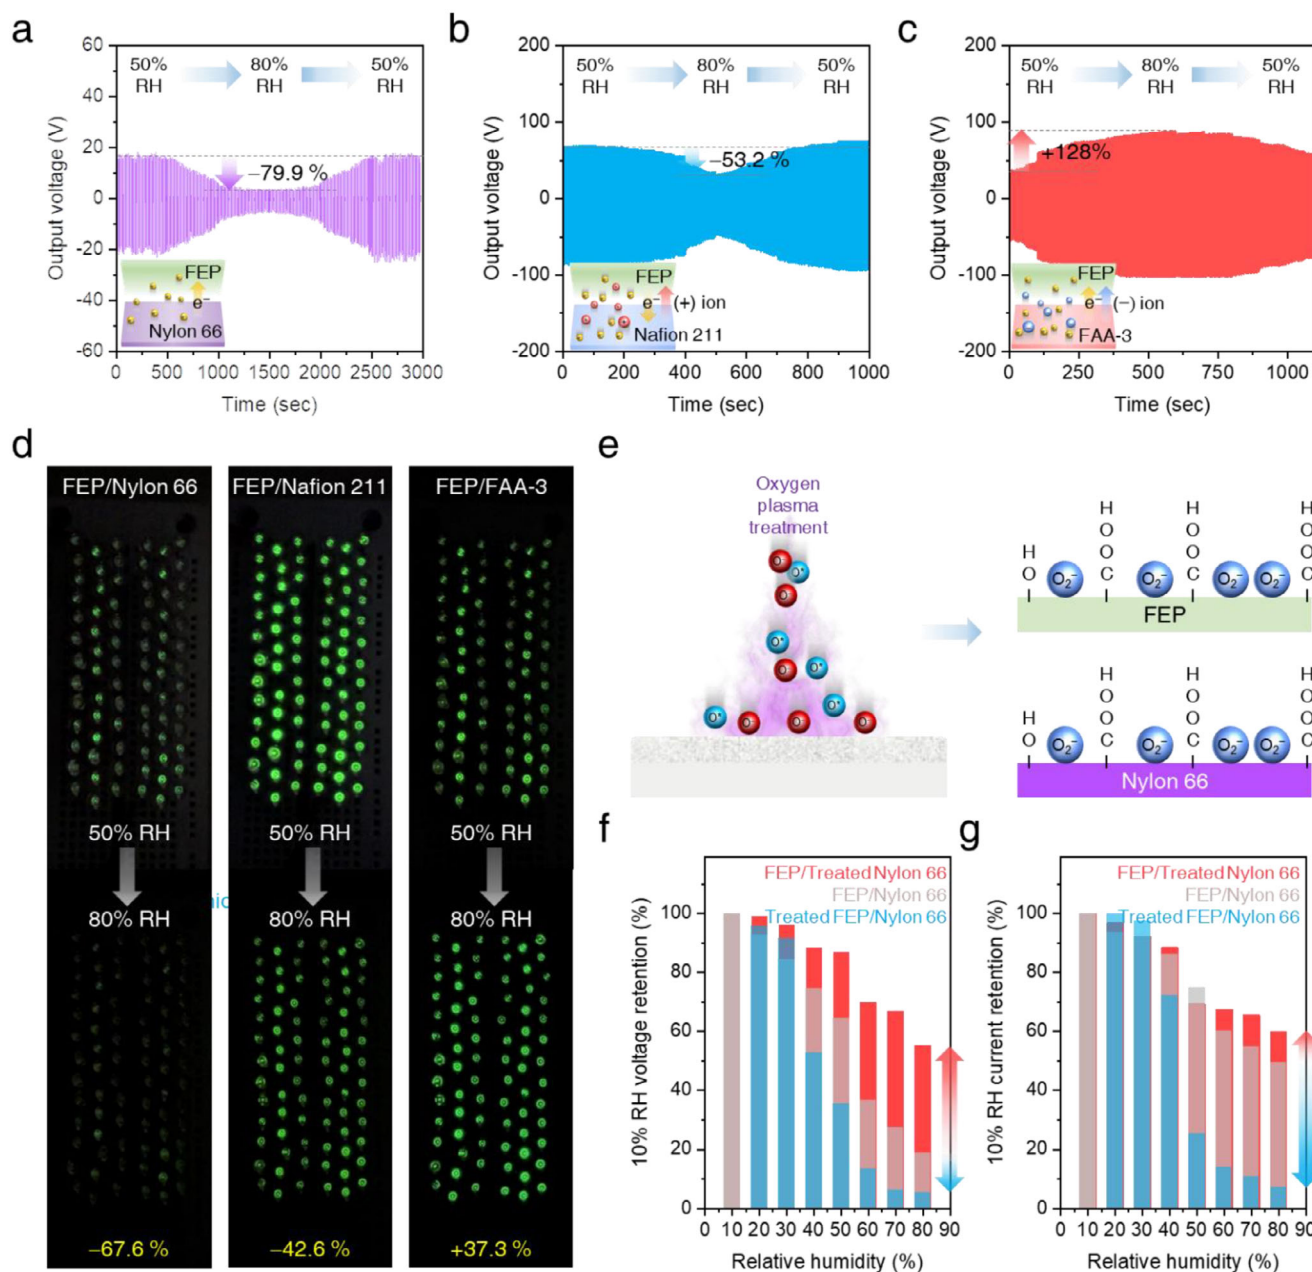 a
60
40
20
0
-20
-40
-60
Output voltage (V)
50%
RH
80%
RH
50%
RH
−79.9 %
FEP
e⁻
Nylon 66
0 500 1000 1500 2000 2500 3000
Time (sec)
b
200
100
0
-100
-200
Output voltage (V)
50%
RH
80%
RH
50%
RH
−53.2 %
FEP
e⁻ (+) ion
Nafion 211
0 200 400 600 800 1000
Time (sec)
c
200
100
0
-100
-200
Output voltage (V)
50%
RH
80%
RH
50%
RH
+128%
FEP
e⁻ (−) ion
FAA-3
0 250 500 750 1000
Time (sec)
d
FEP/Nylon 66
FEP/Nafion 211
FEP/FAA-3
50% RH
50% RH
50% RH
80% RH
80% RH
80% RH
−67.6 %
−42.6 %
+37.3 %
e
Oxygen
plasma
treatment
H
O
O₂⁻
H
O
O
C
O₂⁻
H
O
O
C
O₂⁻
O₂⁻
H
O
O
C
FEP
H
O
O₂⁻
H
O
O
C
O₂⁻
H
O
O
C
O₂⁻
O₂⁻
H
O
O
C
Nylon 66
f
FEP/Treated Nylon 66
FEP/Nylon 66
Treated FEP/Nylon 66
10% RH voltage retention (%)
100
80
60
40
20
0
0 10 20 30 40 50 60 70 80 90
Relative humidity (%)
g
FEP/Treated Nylon 66
FEP/Nylon 66
Treated FEP/Nylon 66
10% RH current retention (%)
100
80
60
40
20
0
0 10 20 30 40 50 60 70 80 90
Relative humidity (%)